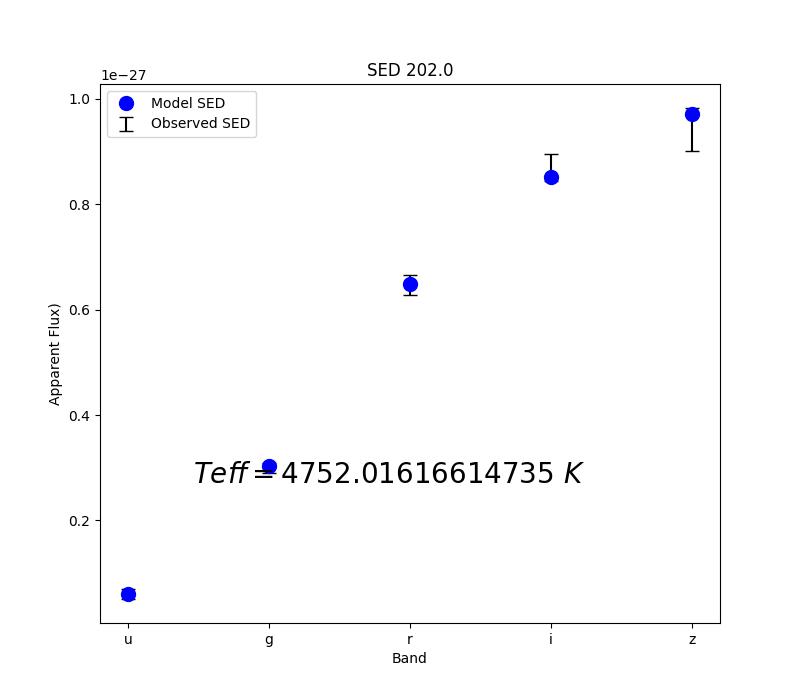 SED 202.0
1e−27
Model SED
Observed SED
1.0
0.8
0.6
0.4
0.2
Apparent Flux)
Teff = 4752.01616614735 K
u g r i z
Band